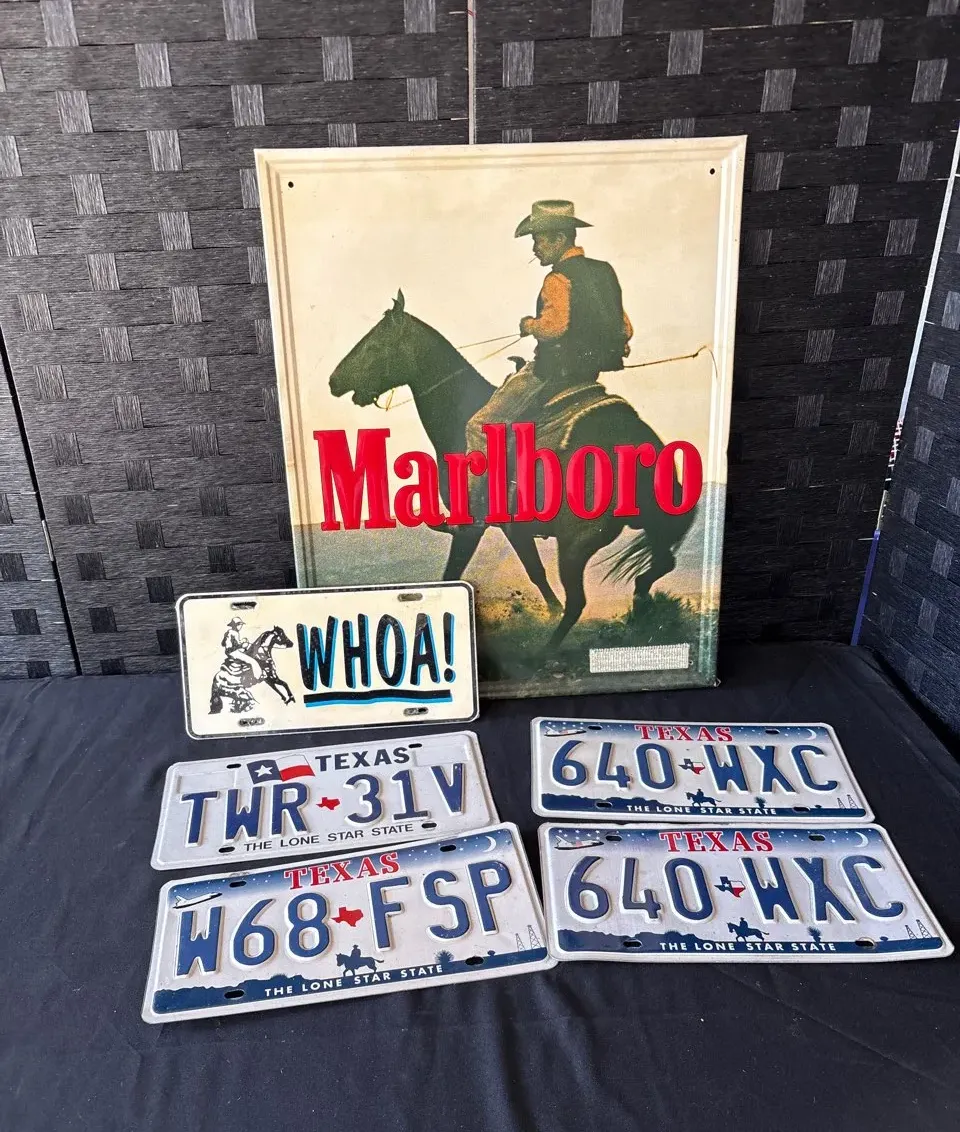 Marlboro
WHOA!
TEXAS
TWR 31V
THE LONE STAR STATE
TEXAS
W68 FSP
THE LONE STAR STATE
TEXAS
640 WXC
THE LONE STAR STATE
TEXAS
640 WXC
THE LONE STAR STATE